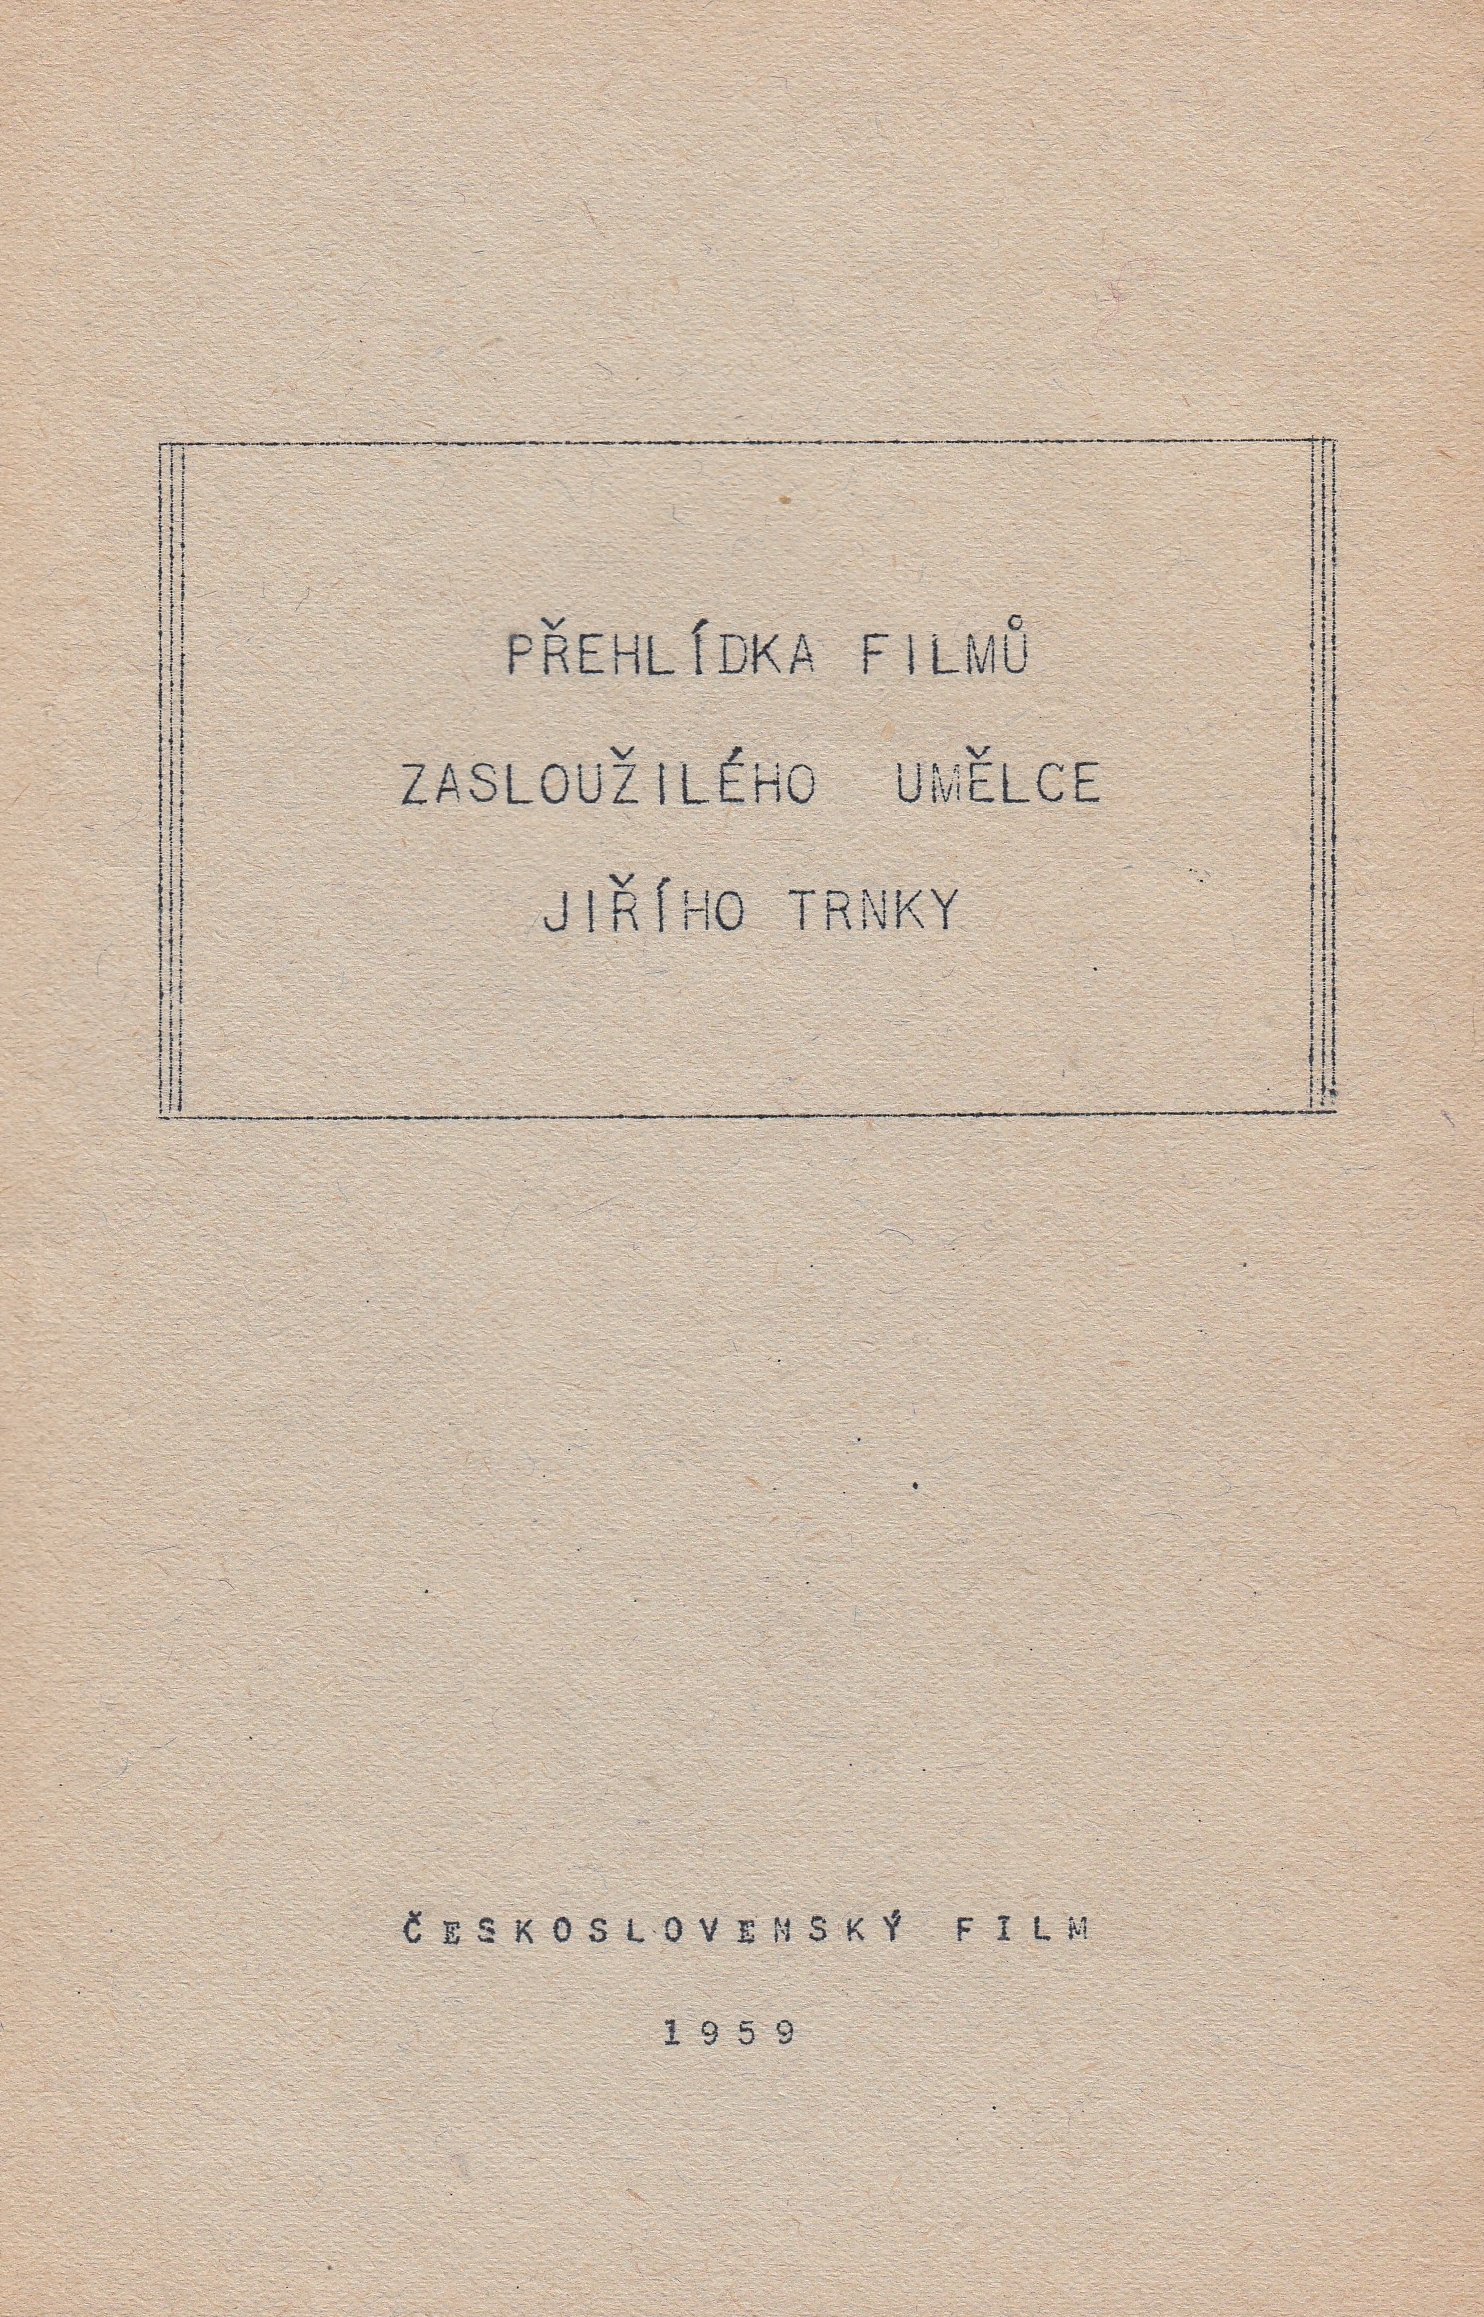 PŘEHLÍDKA FILMŮ
ZASLOUŽILÉHO UMĚLCE
JIŘÍHO TRNKY
ČESKOSLOVENSKÝ FILM
1959